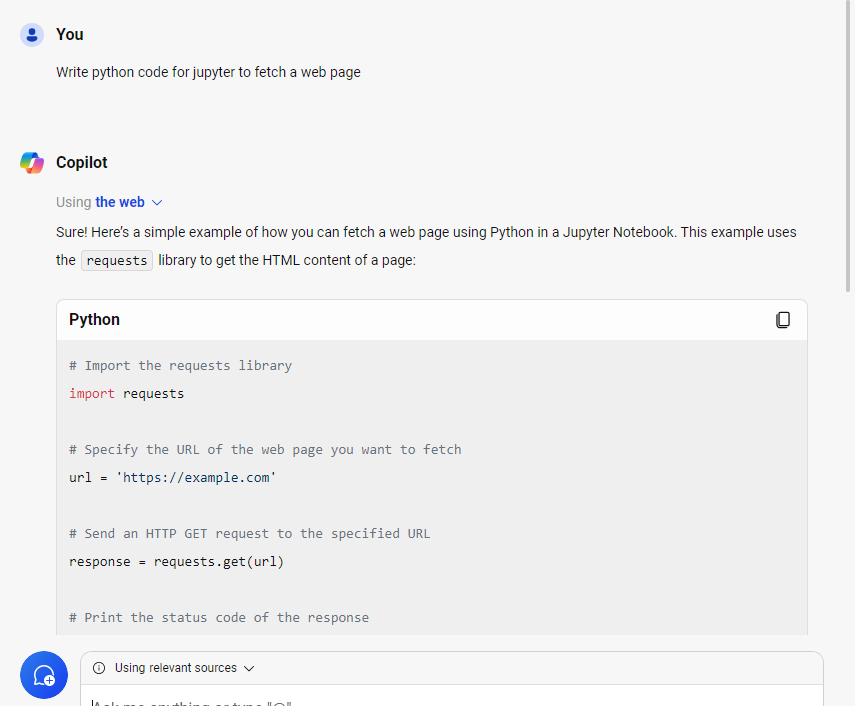 You
Write python code for jupyter to fetch a web page
Copilot
Using the web
Sure! Here’s a simple example of how you can fetch a web page using Python in a Jupyter Notebook. This example uses
the requests library to get the HTML content of a page:
Python
# Import the requests library
import requests
# Specify the URL of the web page you want to fetch
url = 'https://example.com'
# Send an HTTP GET request to the specified URL
response = requests.get(url)
# Print the status code of the response
Using relevant sources
Ask me anything or type "@"